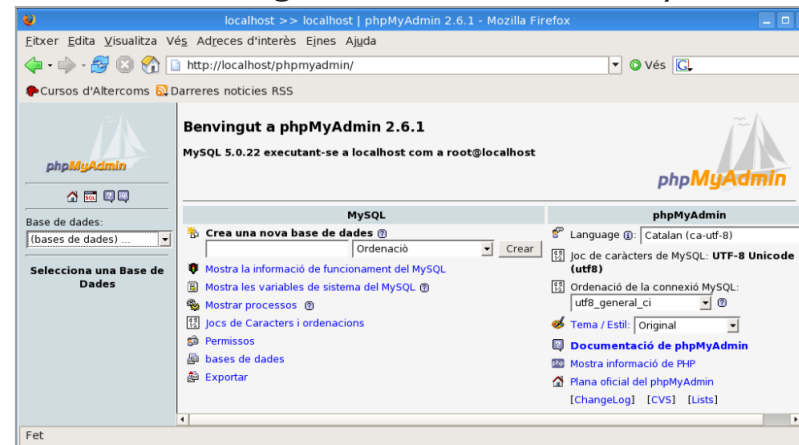 localhost >> localhost | phpMyAdmin 2.6.1 - Mozilla Firefox
Fitxer Edita Visualitza Vés Adreces d'interès Eines Ajuda
http://localhost/phpmyadmin/ Vés
Cursos d'Altercoms Darreres noticies RSS
phpMyAdmin
Base de dades:
(bases de dades) ...
Selecciona una Base de
Dades
Benvingut a phpMyAdmin 2.6.1
MySQL 5.0.22 executant-se a localhost com a root@localhost
phpMyAdmin
MySQL
Crea una nova base de dades
Ordenaciò Crear
Mostra la informació de funcionament del MySQL
Mostra les variables de sistema del MySQL
Mostrar processos
Jocs de Caracters i ordenacions
Permissos
bases de dades
Exportar
phpMyAdmin
Language: Catalan (ca-utf-8)
Joc de caràcters de MySQL: UTF-8 Unicode
(utf8)
Ordenació de la connexió MySQL:
utf8_general_ci
Tema / Estil: Original
Documentació de phpMyAdmin
Mostra informació de PHP
Plana oficial del phpMyAdmin
[ChangeLog] [CVS] [Lists]
Fet